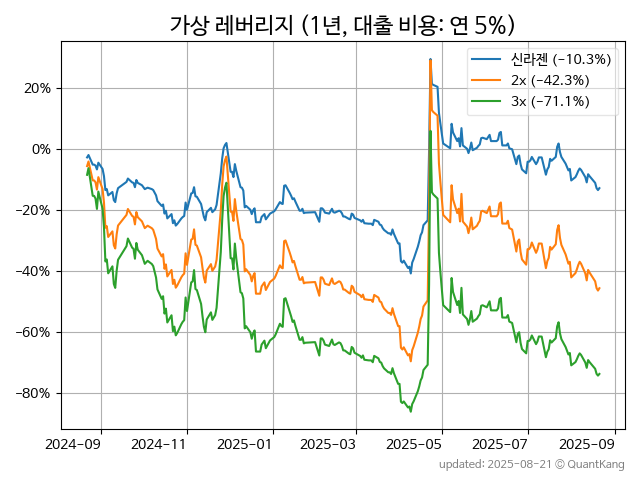 가상 레버리지 (1년, 대출 비용: 연 5%)
신라젠 (−10.3%)
2x (−42.3%)
3x (−71.1%)
20%
0%
−20%
−40%
−60%
−80%
2024-09 2024-11 2025-01 2025-03 2025-05 2025-07 2025-09
updated: 2025-08-21 © QuantKang